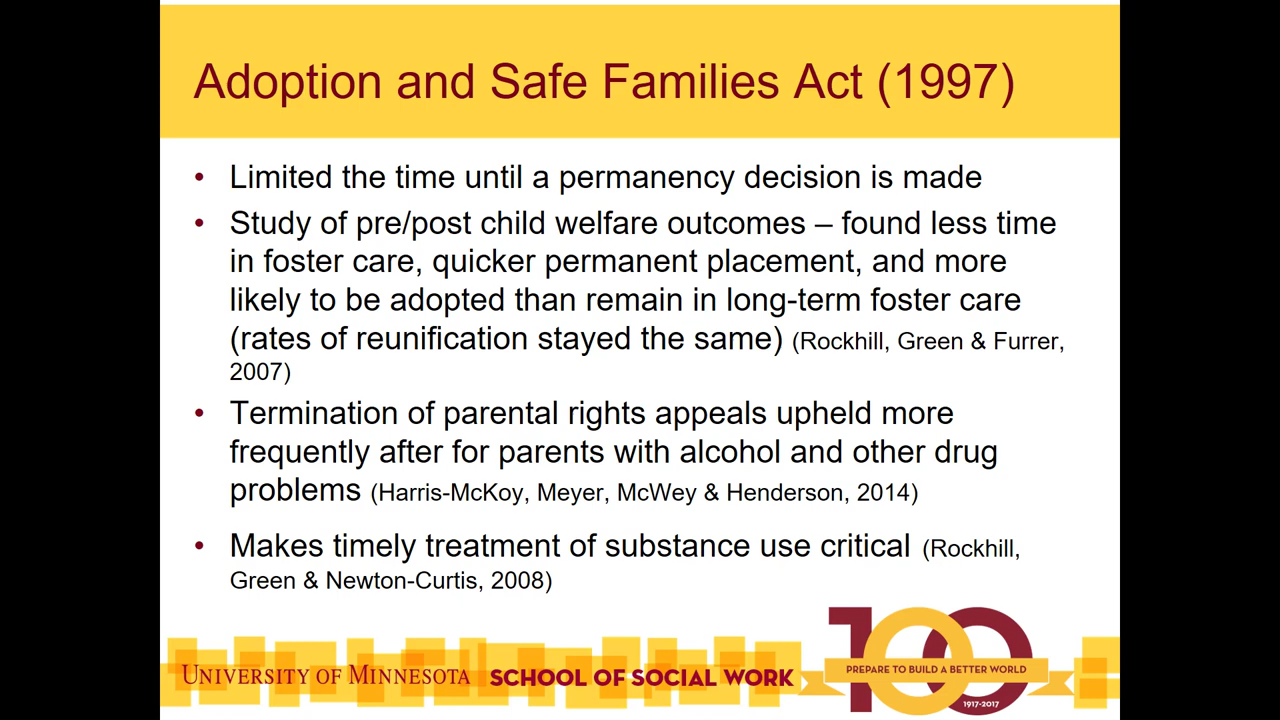 Adoption and Safe Families Act (1997)
• Limited the time until a permanency decision is made
• Study of pre/post child welfare outcomes – found less time
in foster care, quicker permanent placement, and more
likely to be adopted than remain in long-term foster care
(rates of reunification stayed the same) (Rockhill, Green & Furrer,
2007)
• Termination of parental rights appeals upheld more
frequently after for parents with alcohol and other drug
problems (Harris-McKoy, Meyer, McWey & Henderson, 2014)
• Makes timely treatment of substance use critical (Rockhill,
Green & Newton-Curtis, 2008)
UNIVERSITY OF MINNESOTA SCHOOL OF SOCIAL WORK
100
PREPARE TO BUILD A BETTER WORLD
1917-2017